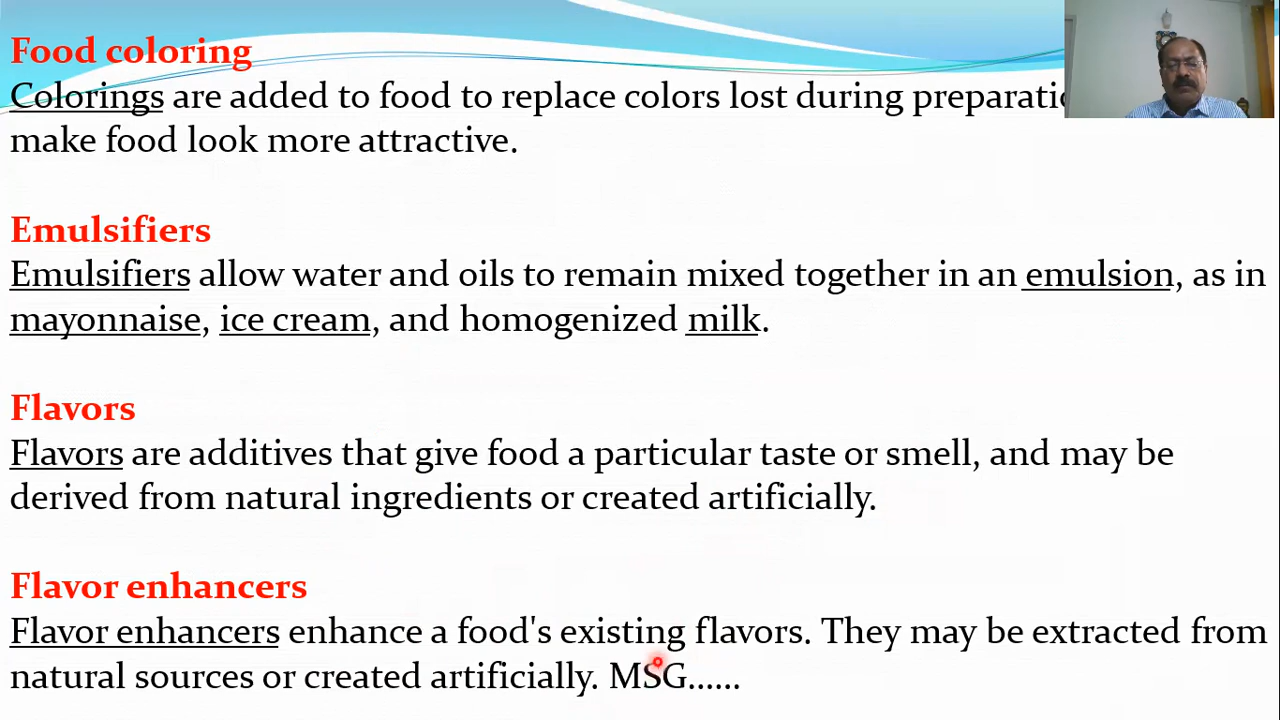 Food coloring
Colorings are added to food to replace colors lost during
make food look more attractive.
Emulsifiers
Emulsifiers allow water and oils to remain mixed together in an emulsion, as in
mayonnaise, ice cream, and homogenized milk.
Flavors
Flavors are additives that give food a particular taste or smell, and may be
derived from natural ingredients or created artificially.
Flavor enhancers
Flavor enhancers enhance a food's existing flavors. They may be extracted from
natural sources or created artificially. MSG......